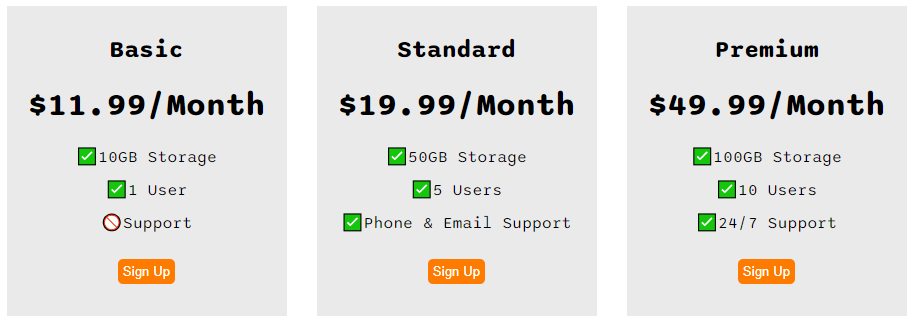 Basic
$11.99/Month
✅10GB Storage
✅1 User
🚫Support
Sign Up
Standard
$19.99/Month
✅50GB Storage
✅5 Users
✅Phone & Email Support
Sign Up
Premium
$49.99/Month
✅100GB Storage
✅10 Users
✅24/7 Support
Sign Up